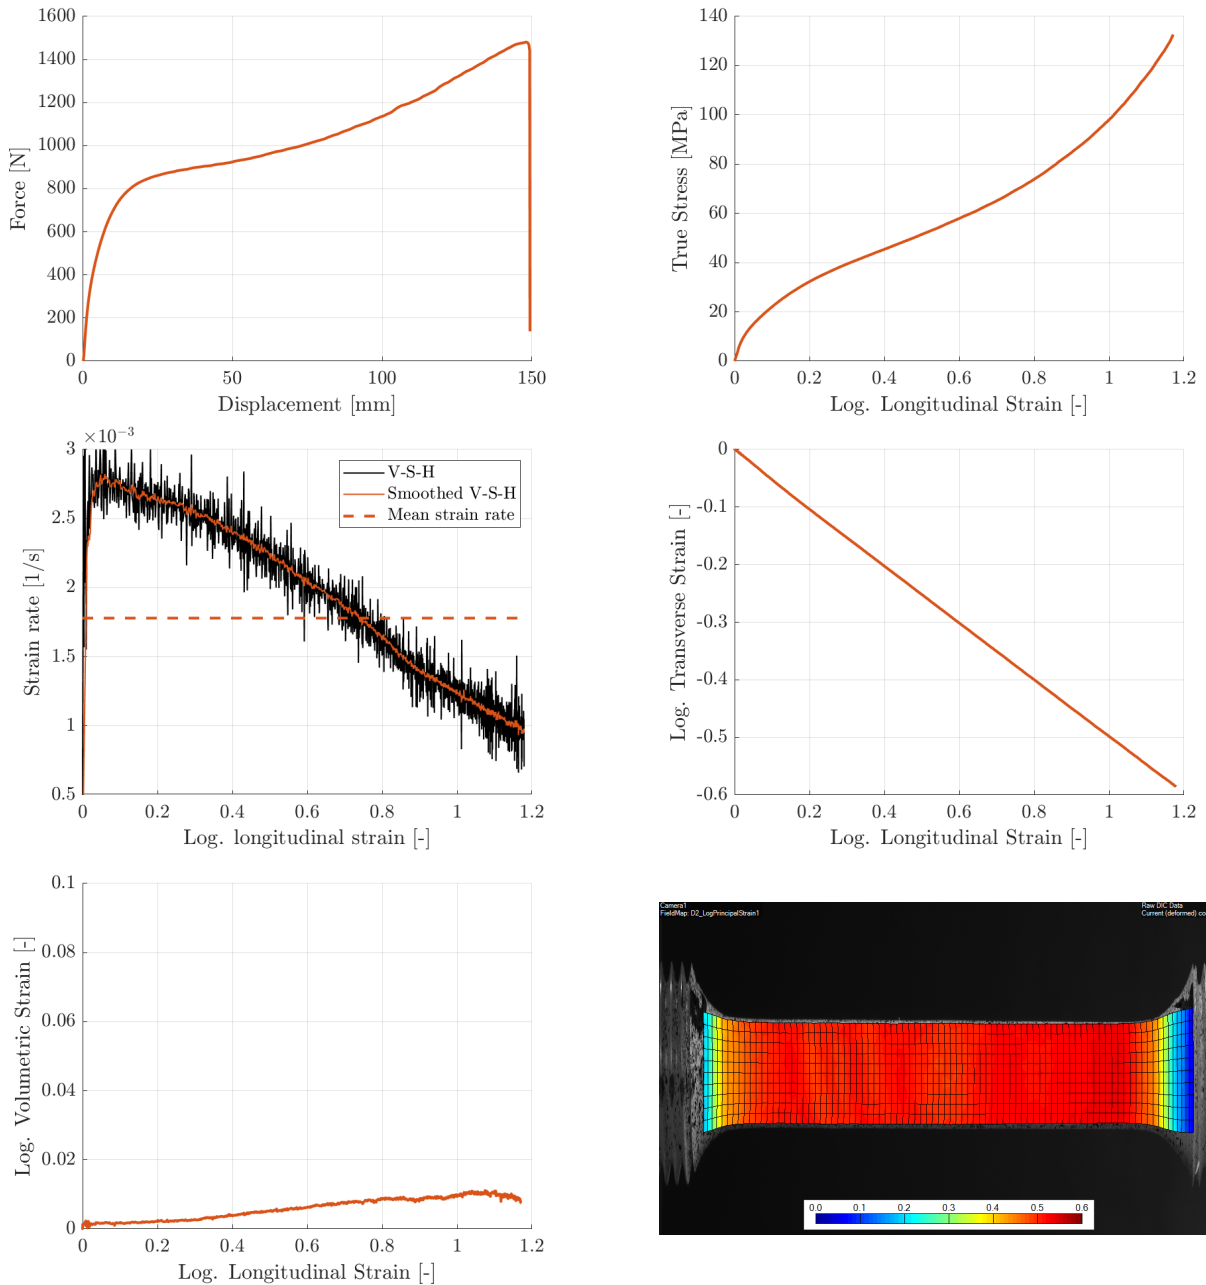 1600
1400
1200
1000
800
600
400
200
0
Force [N]
0 50 100 150
Displacement [mm]
140
120
100
80
60
40
20
0
True Stress [MPa]
0 0.2 0.4 0.6 0.8 1 1.2
Log. Longitudinal Strain [-]
×10⁻³
3
2.5
2
1.5
1
0.5
Strain rate [1/s]
V-S-H
Smoothed V-S-H
Mean strain rate
0 0.2 0.4 0.6 0.8 1 1.2
Log. longitudinal strain [-]
0
-0.1
-0.2
-0.3
-0.4
-0.5
-0.6
Log. Transverse Strain [-]
0 0.2 0.4 0.6 0.8 1 1.2
Log. Longitudinal Strain [-]
0.1
0.08
0.06
0.04
0.02
0
Log. Volumetric Strain [-]
0 0.2 0.4 0.6 0.8 1 1.2
Log. Longitudinal Strain [-]
Camera1
FieldMap: D2_LogPrincipalStrain1
Raw DIC Data
Current (deformed) co
0.0 0.1 0.2 0.3 0.4 0.5 0.6